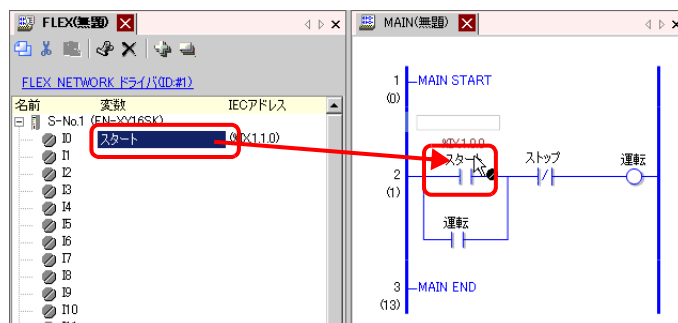 FLEX(無題)
FLEX NETWORK ドライバ(ID:#1)
名前 変数 IECアドレス
S-No.1 (EN-XY16SK)
I0 スタート (%IX1.1.0)
I1
I2
I3
I4
I5
I6
I7
I8
I9
I10
MAIN(無題)
1 MAIN START
(0)
%IX1.0.0
スタート ストップ 運転
2
(1)
運転
3 MAIN END
(13)